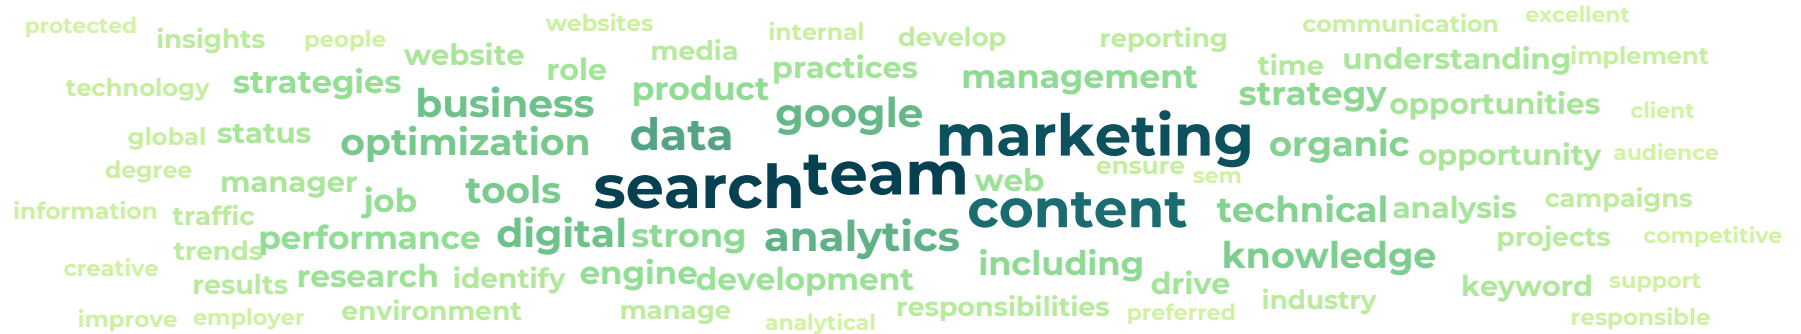 protected
websites
internal
communication
excellent
insights
people
website
media
develop
reporting
understanding
implement
technology
strategies
role
product
practices
management
time
strategy
opportunities
client
business
google
global
status
optimization
data
marketing
organic
opportunity
audience
degree
manager
job
tools
search
team
web
ensure
sem
content
information
traffic
technical
analysis
campaigns
trends
performance
digital
strong
analytics
knowledge
projects
competitive
creative
results
research
identify
engine
development
including
drive
industry
keyword
support
improve
employer
environment
manage
analytical
responsibilities
preferred
responsible